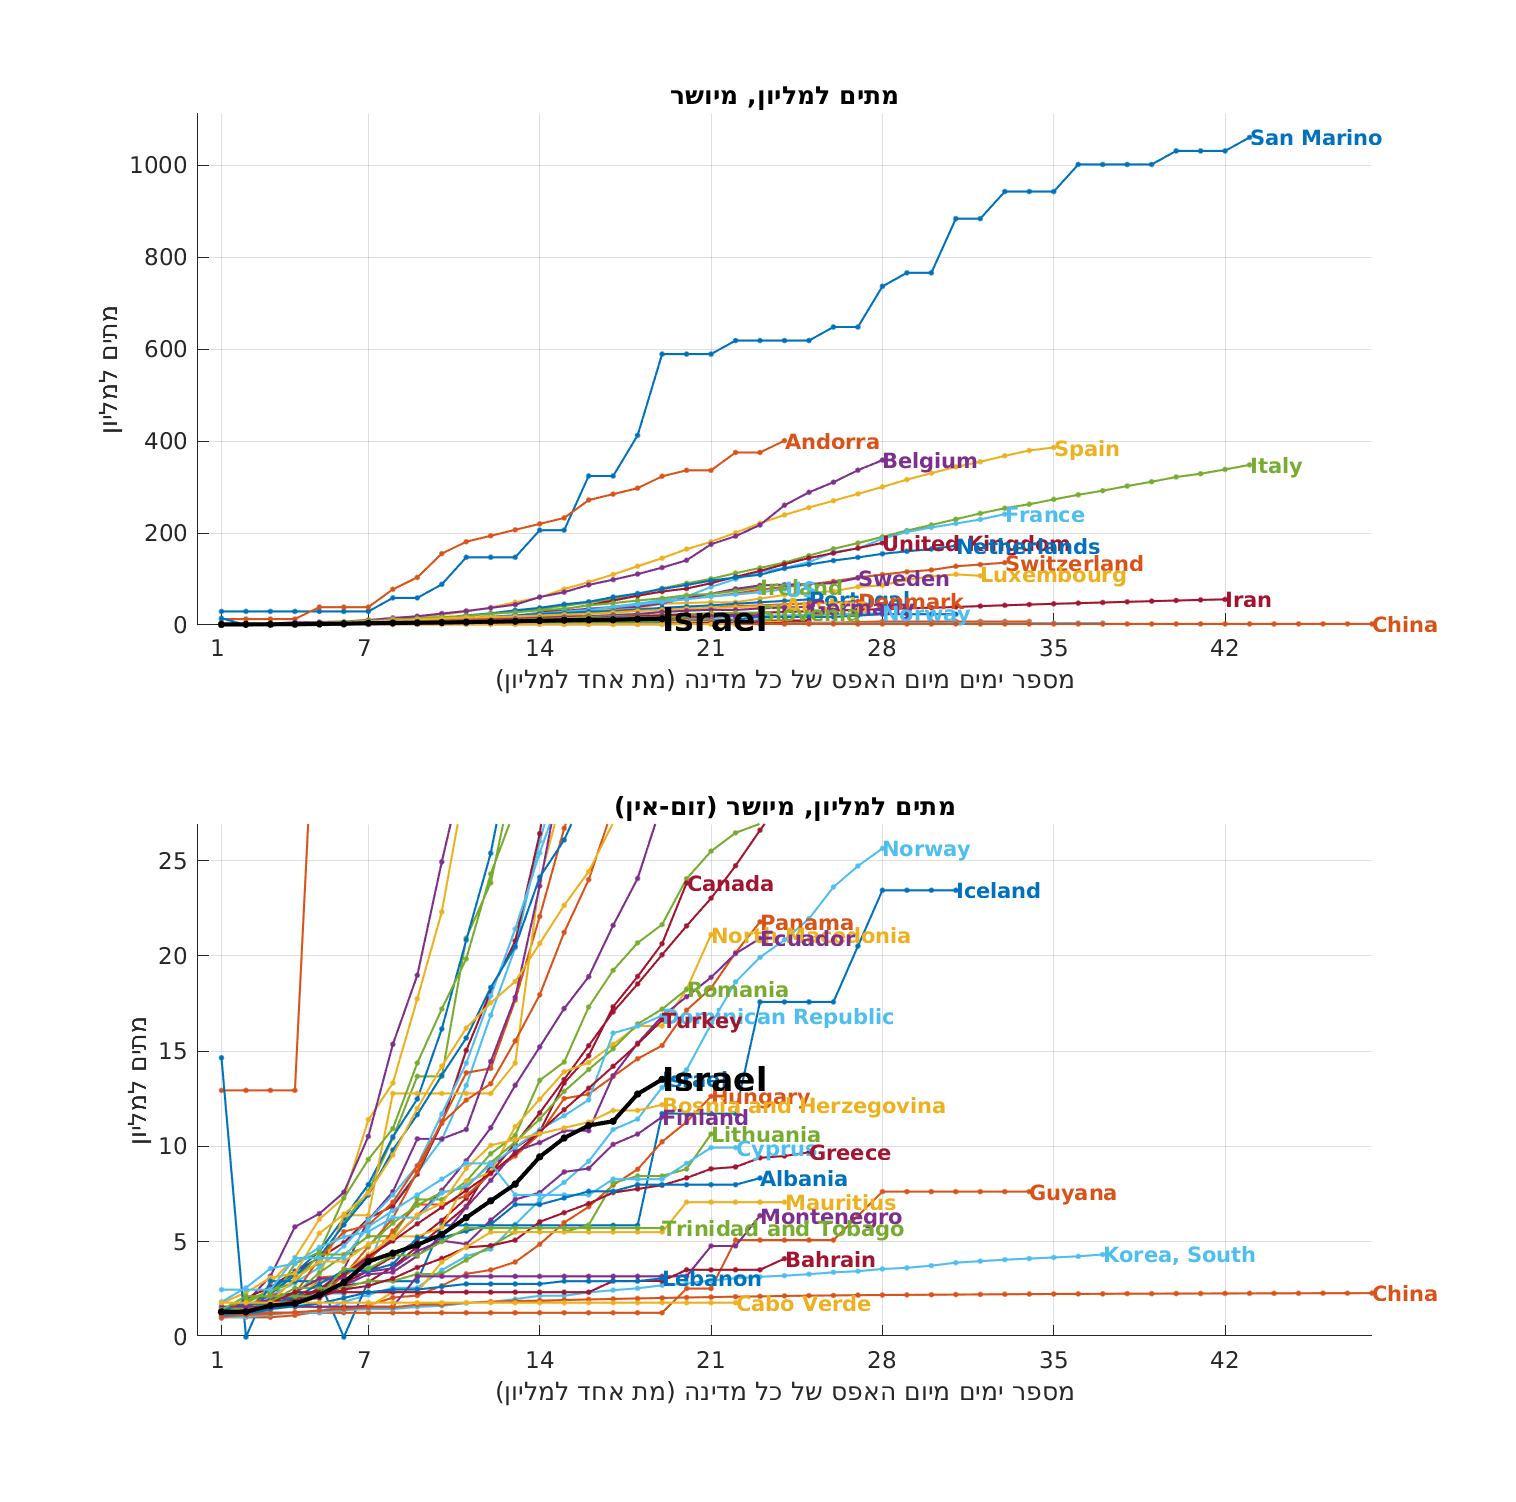 מתים למליון, מיושר
1000
800
600
400
200
0
מתים למליון
San Marino
Andorra
Spain
Belgium
Italy
France
United Kingdom
Netherlands
Switzerland
Luxembourg
Sweden
Ireland
US
Portugal
Denmark
Germany
Iran
Norway
Slovenia
Israel
China
1 7 14 21 28 35 42
מספר ימים מיום האפס של כל מדינה (מת אחד למליון)
מתים למליון, מיושר (זום-אין)
25
20
15
10
5
0
מתים למליון
Norway
Canada
Iceland
Panama
North Macedonia
Ecuador
Romania
Dominican Republic
Turkey
Israel
Israel
Hungary
Bosnia and Herzegovina
Finland
Lithuania
Cyprus
Greece
Albania
Guyana
Mauritius
Montenegro
Trinidad and Tobago
Korea, South
Bahrain
Lebanon
China
Cabo Verde
1 7 14 21 28 35 42
מספר ימים מיום האפס של כל מדינה (מת אחד למליון)